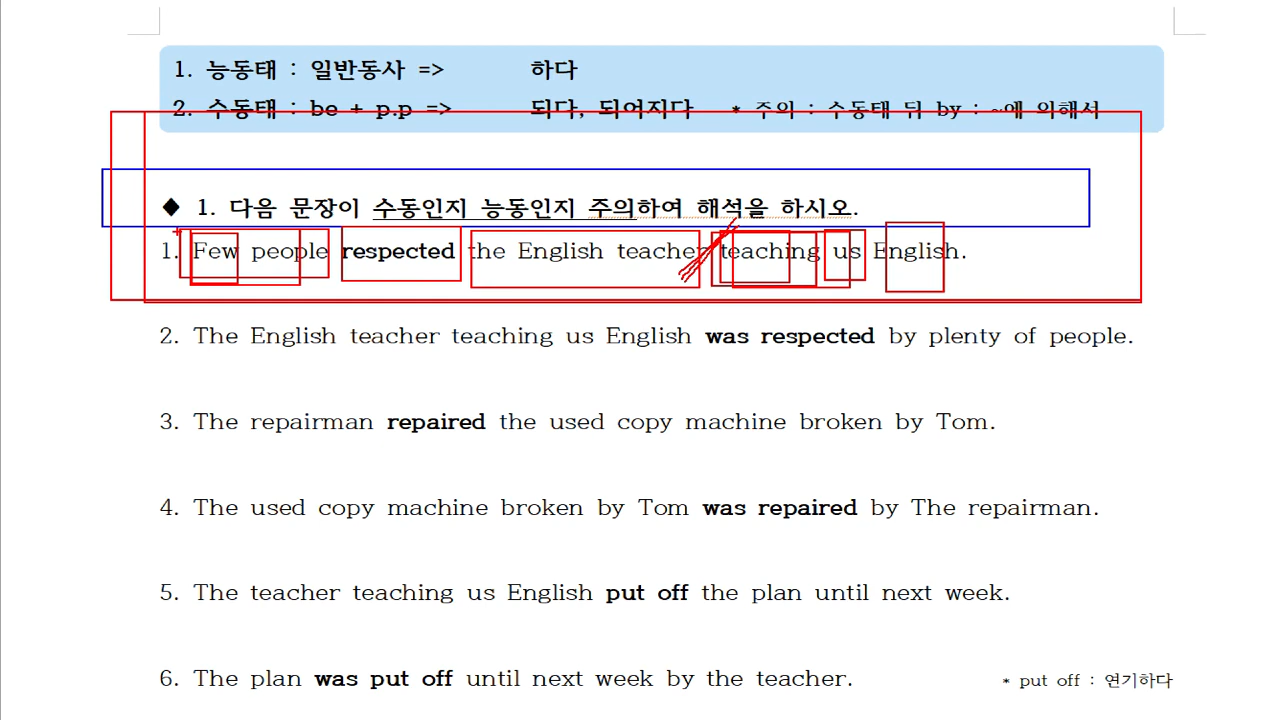 1. 능동태 : 일반동사 => 하다
2. 수동태 : be + p.p => 되다, 되어지다 * 주의 : 수동태 뒤 by : ~에 의해서
◆ 1. 다음 문장이 수동인지 능동인지 주의하여 해석을 하시오.
1. Few people respected the English teacher teaching us English.
2. The English teacher teaching us English was respected by plenty of people.
3. The repairman repaired the used copy machine broken by Tom.
4. The used copy machine broken by Tom was repaired by The repairman.
5. The teacher teaching us English put off the plan until next week.
6. The plan was put off until next week by the teacher. * put off : 연기하다